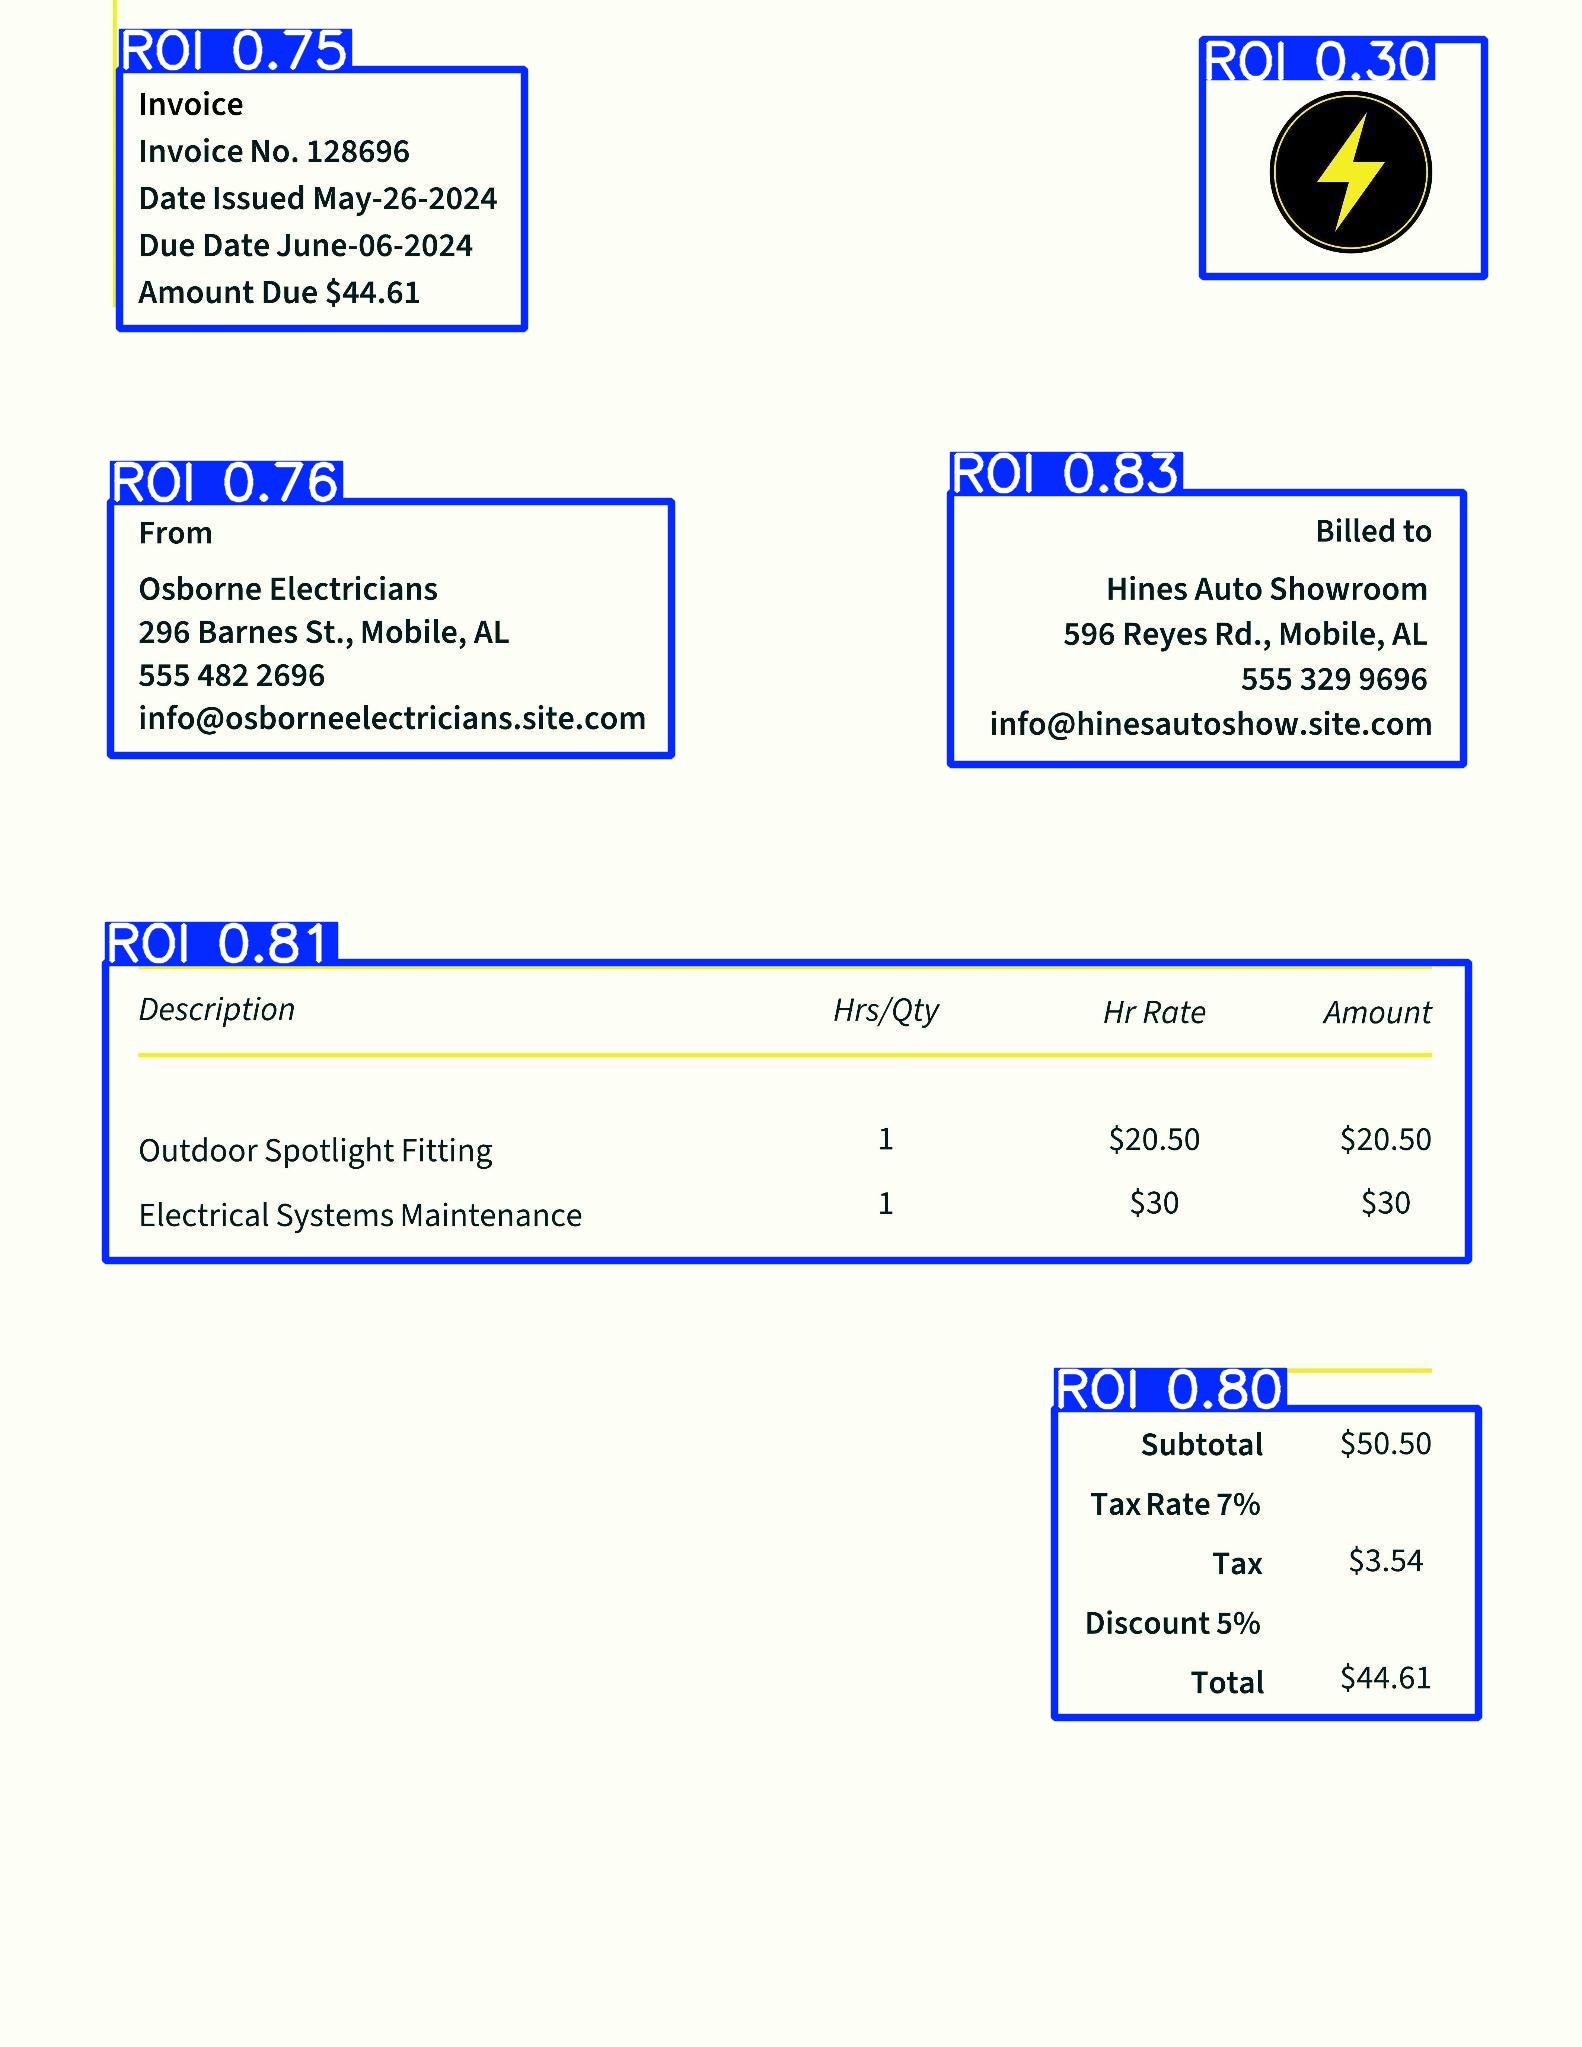 ROI 0.75
Invoice
Invoice No. 128696
Date Issued May-26-2024
Due Date June-06-2024
Amount Due $44.61
ROI 0.30
ROI 0.76
From
Osborne Electricians
296 Barnes St., Mobile, AL
555 482 2696
info@osborneelectricians.site.com
ROI 0.83
Billed to
Hines Auto Showroom
596 Reyes Rd., Mobile, AL
555 329 9696
info@hinesautoshow.site.com
ROI 0.81
Description Hrs/Qty Hr Rate Amount
Outdoor Spotlight Fitting 1 $20.50 $20.50
Electrical Systems Maintenance 1 $30 $30
ROI 0.80
Subtotal $50.50
Tax Rate 7%
Tax $3.54
Discount 5%
Total $44.61